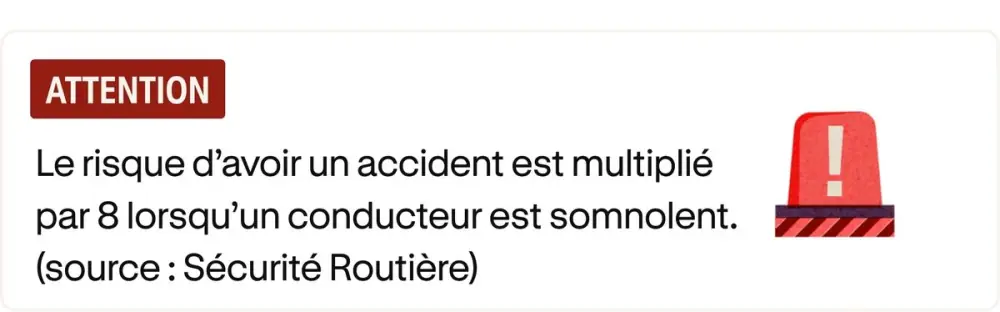 ATTENTION
Le risque d’avoir un accident est multiplié
par 8 lorsqu’un conducteur est somnolent.
(source : Sécurité Routière)
!